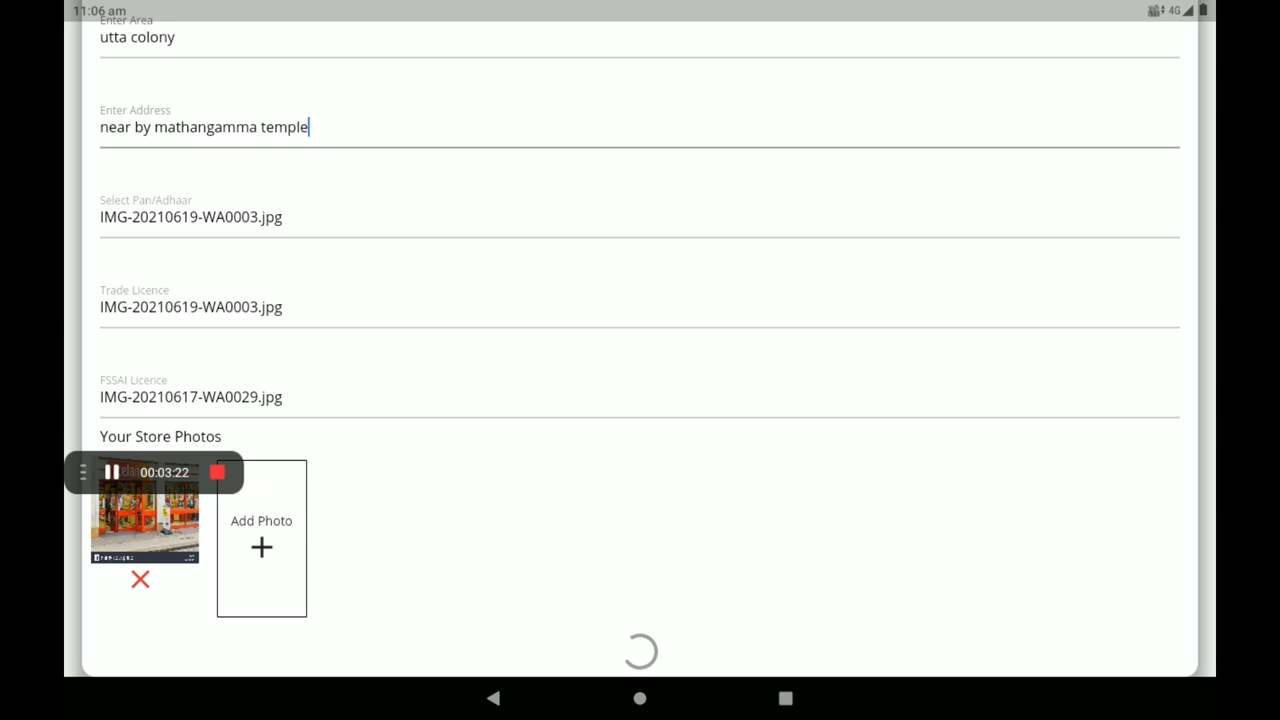 11:06 am
4G
Enter Area
utta colony
Enter Address
near by mathangamma temple
Select Pan/Adhaar
IMG-20210619-WA0003.jpg
Trade Licence
IMG-20210619-WA0003.jpg
FSSAI Licence
IMG-20210617-WA0029.jpg
Your Store Photos
00:03:22
Add Photo